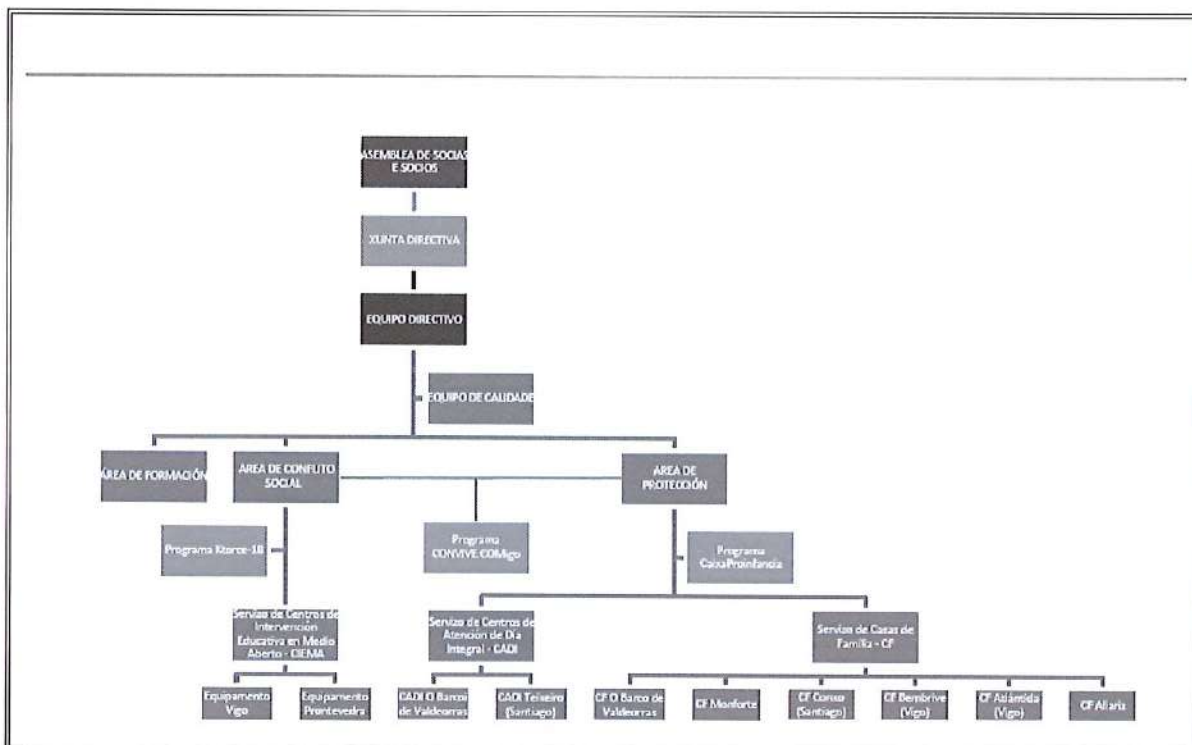 ASEMBLEA DE SOCIAS
E SOCIOS
XUNTA DIRECTIVA
EQUIPO DIRECTIVO
EQUIPO DE CALIDADE
ÁREA DE FORMACIÓN
AREA DE CONFLITO
SOCIAL
AREA DE
PROTECCIÓN
Programa Ktorce-18
Programa
CONVIVE.COMigo
Programa
CaixaProinfancia
Servizo de Centros de
Intervención
Educativa en Medio
Aberto - CIEMA
Servizo de Centros de
Atención de Día
Integral - CADI
Servizo de Casas de
Familia - CF
Equipamento
Vigo
Equipamento
Prontevedra
CADI O Barco
de Valdeorras
CADI Teixeiro
(Santiago)
CF O Barco de
Valdeorras
CF Monforte
CF Conxo
(Santiago)
CF Bembrive
(Vigo)
CF Atlántida
(Vigo)
CF Allariz